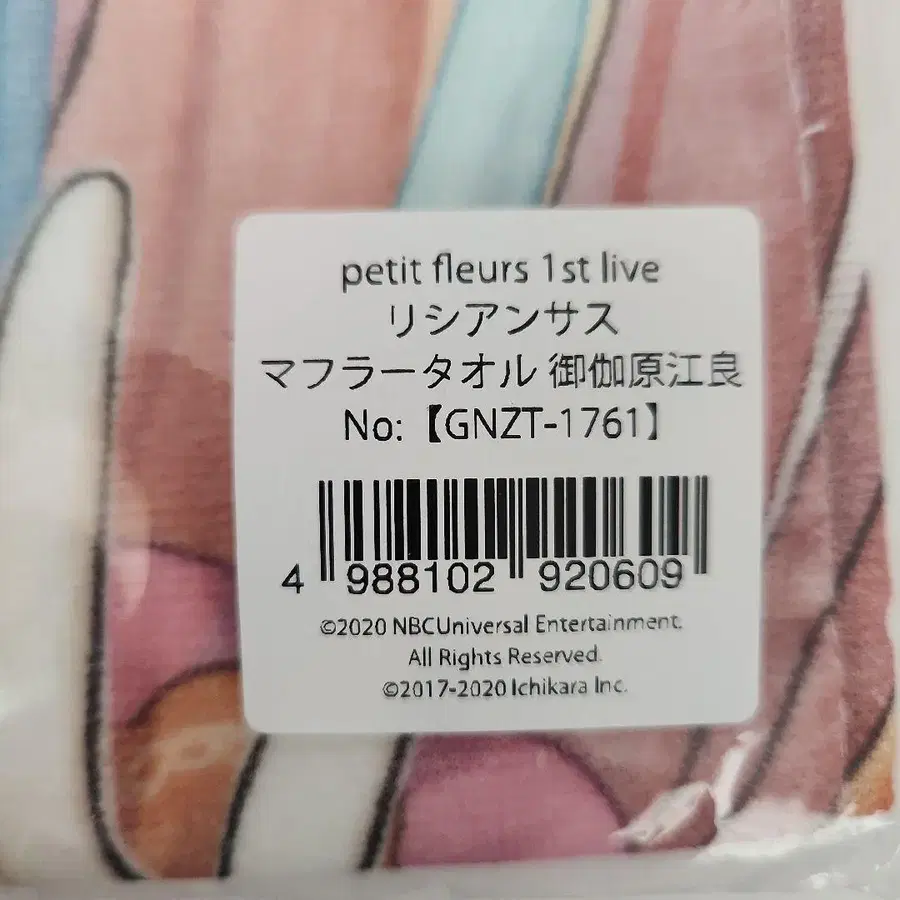 petit fleurs 1st live
リシアンサス
マフラータオル 御伽原江良
No:【GNZT-1761】
4 988102 920609
©2020 NBCUniversal Entertainment.
All Rights Reserved.
©2017-2020 Ichikara Inc.